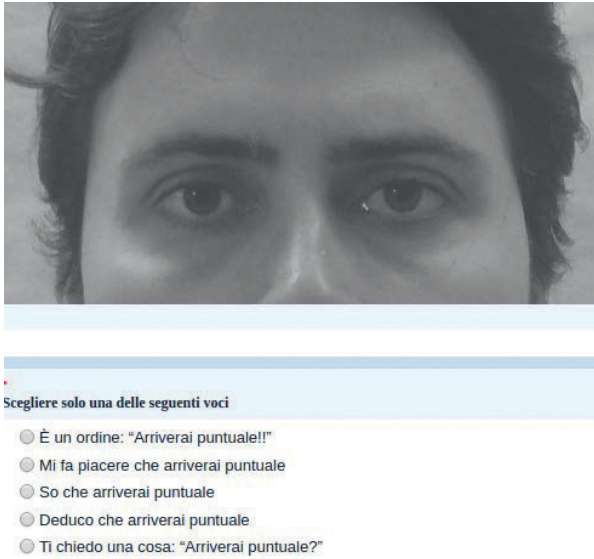 Scegliere solo una delle seguenti voci
È un ordine: “Arriverai puntuale!!”
Mi fa piacere che arriverai puntuale
So che arriverai puntuale
Deduco che arriverai puntuale
Ti chiedo una cosa: “Arriverai puntuale?”